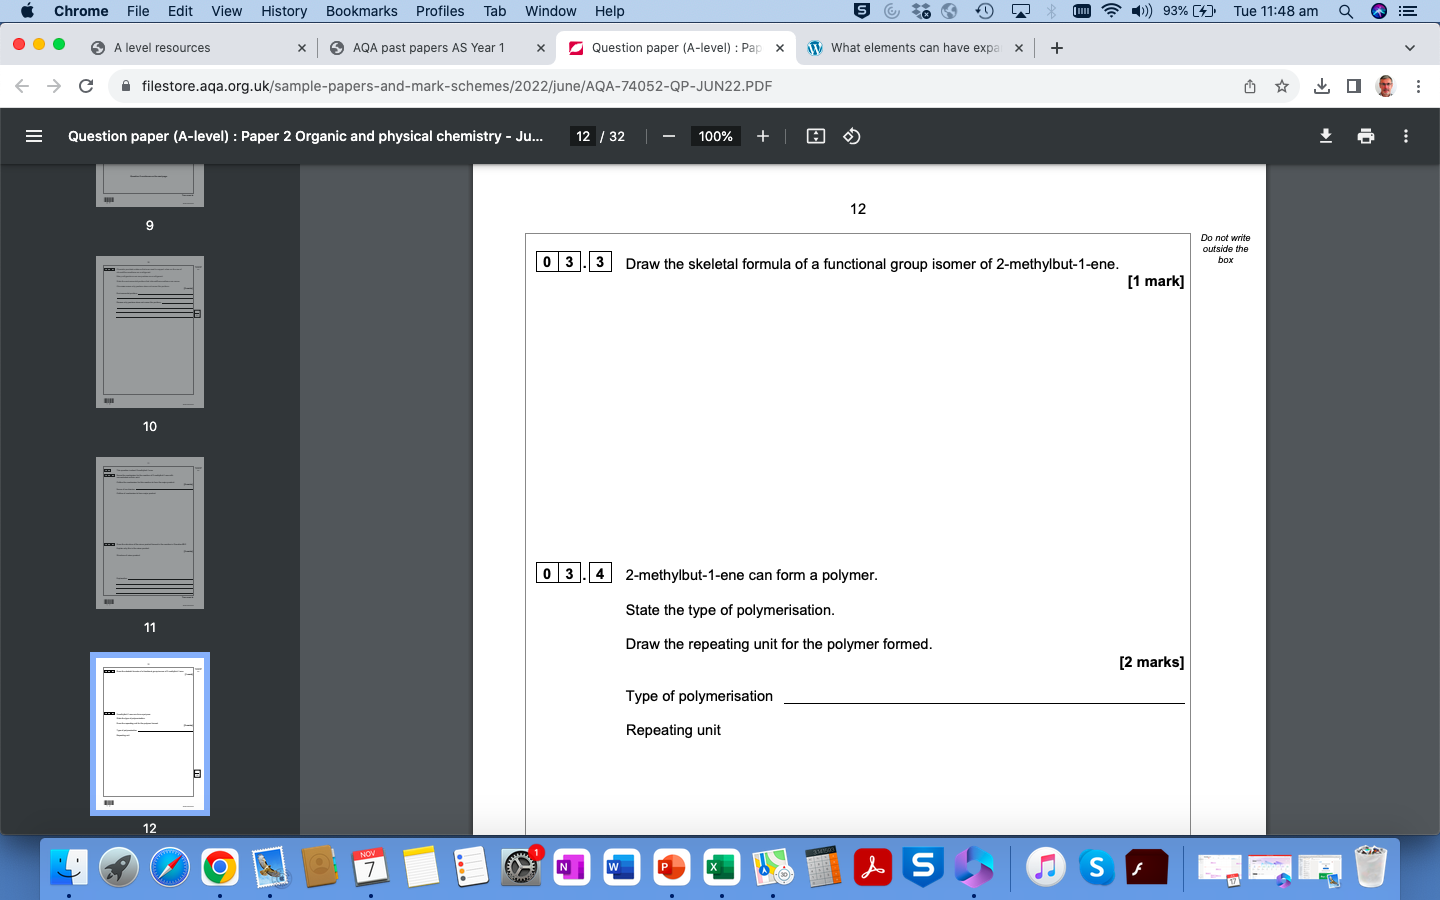 Chrome File Edit View History Bookmarks Profiles Tab Window Help 93% Tue 11:48 am
A level resources
AQA past papers AS Year 1
Question paper (A-level) : Pap
What elements can have expa
filestore.aqa.org.uk/sample-papers-and-mark-schemes/2022/june/AQA-74052-QP-JUN22.PDF
Question paper (A-level) : Paper 2 Organic and physical chemistry - Ju... 12 / 32 100%
9
10
11
12
12
Do not write
outside the
box
0 3 . 3 Draw the skeletal formula of a functional group isomer of 2-methylbut-1-ene.
[1 mark]
0 3 . 4 2-methylbut-1-ene can form a polymer.
State the type of polymerisation.
Draw the repeating unit for the polymer formed.
[2 marks]
Type of polymerisation
Repeating unit
NOV
7
1
N
W
P
X
3D
S
S
17